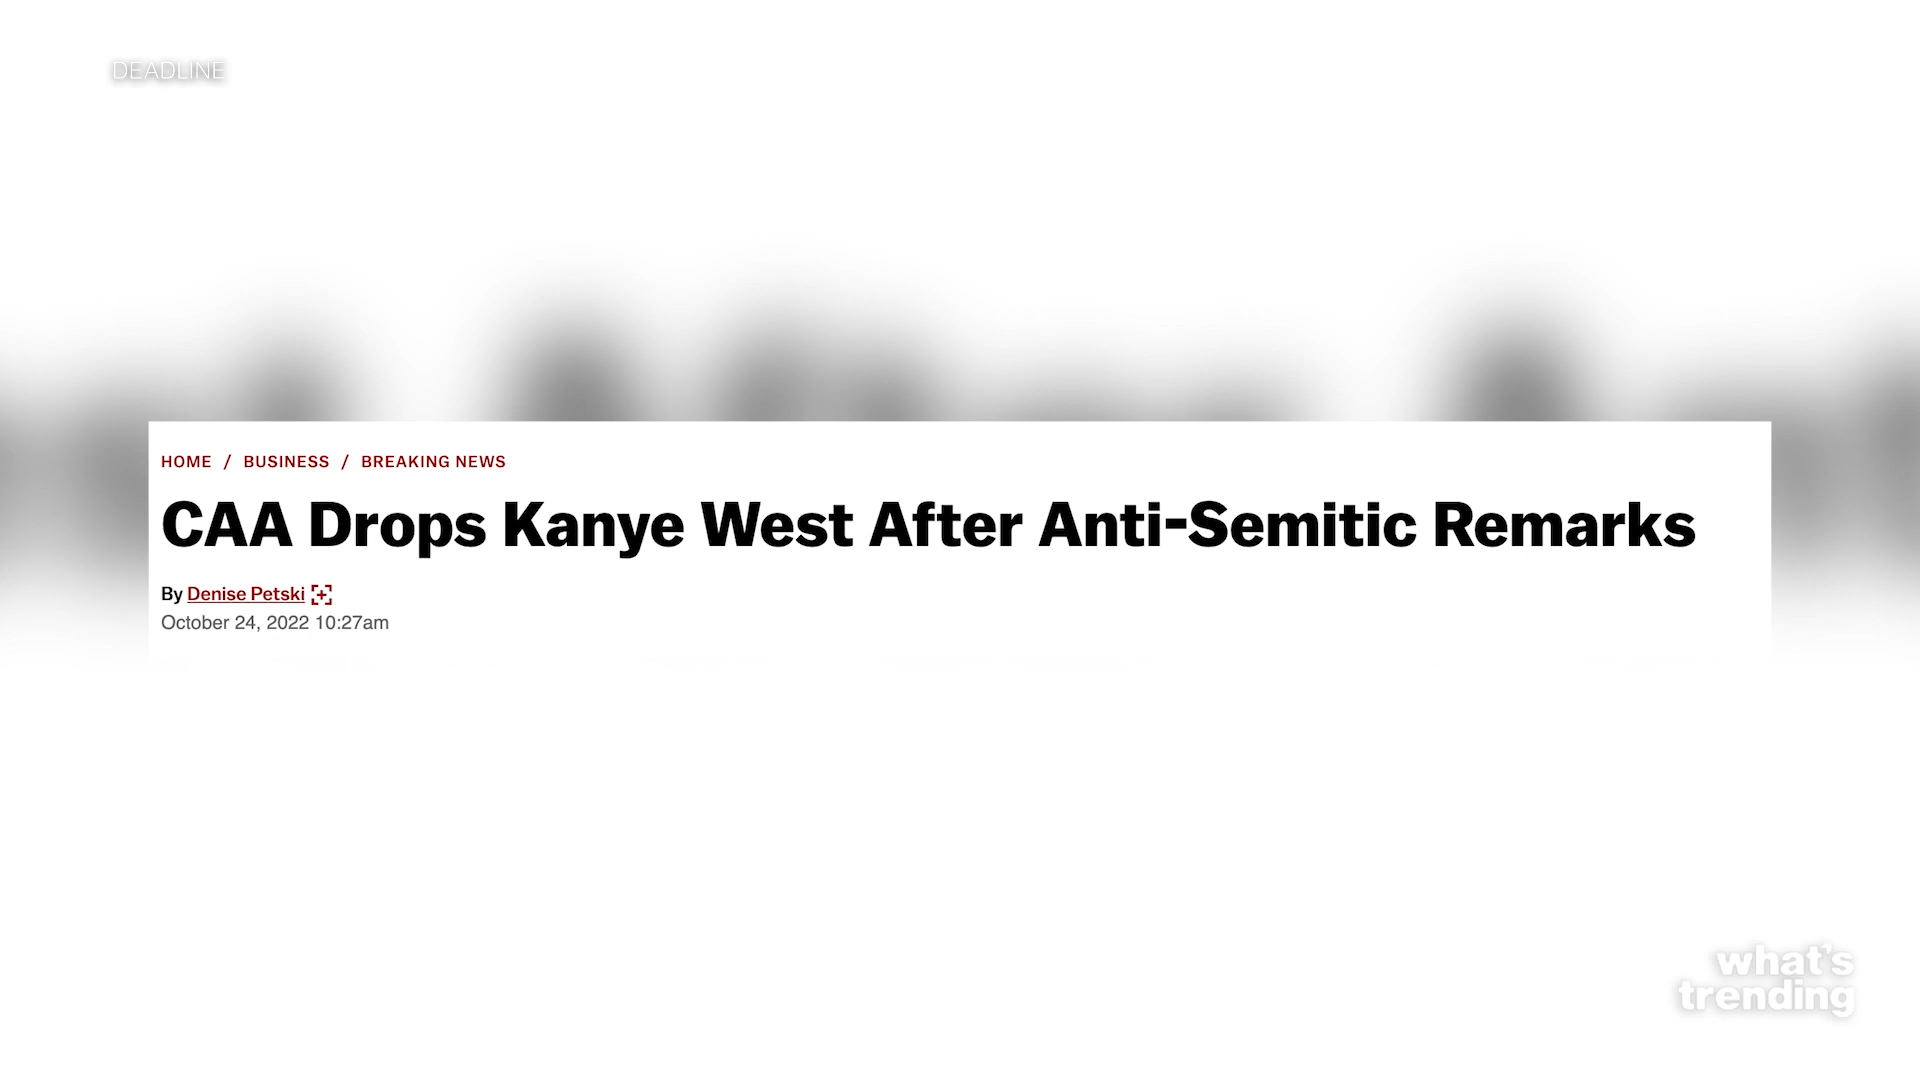 DEADLINE
HOME / BUSINESS / BREAKING NEWS
CAA Drops Kanye West After Anti-Semitic Remarks
By Denise Petski
October 24, 2022 10:27am
what's
trending